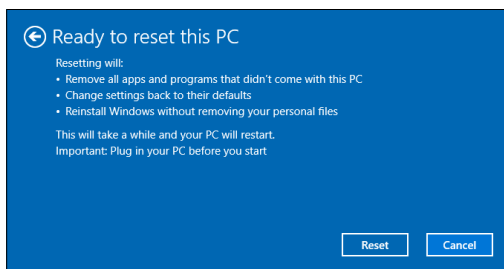 Ready to reset this PC
Resetting will:
• Remove all apps and programs that didn't come with this PC
• Change settings back to their defaults
• Reinstall Windows without removing your personal files
This will take a while and your PC will restart.
Important: Plug in your PC before you start
Reset Cancel